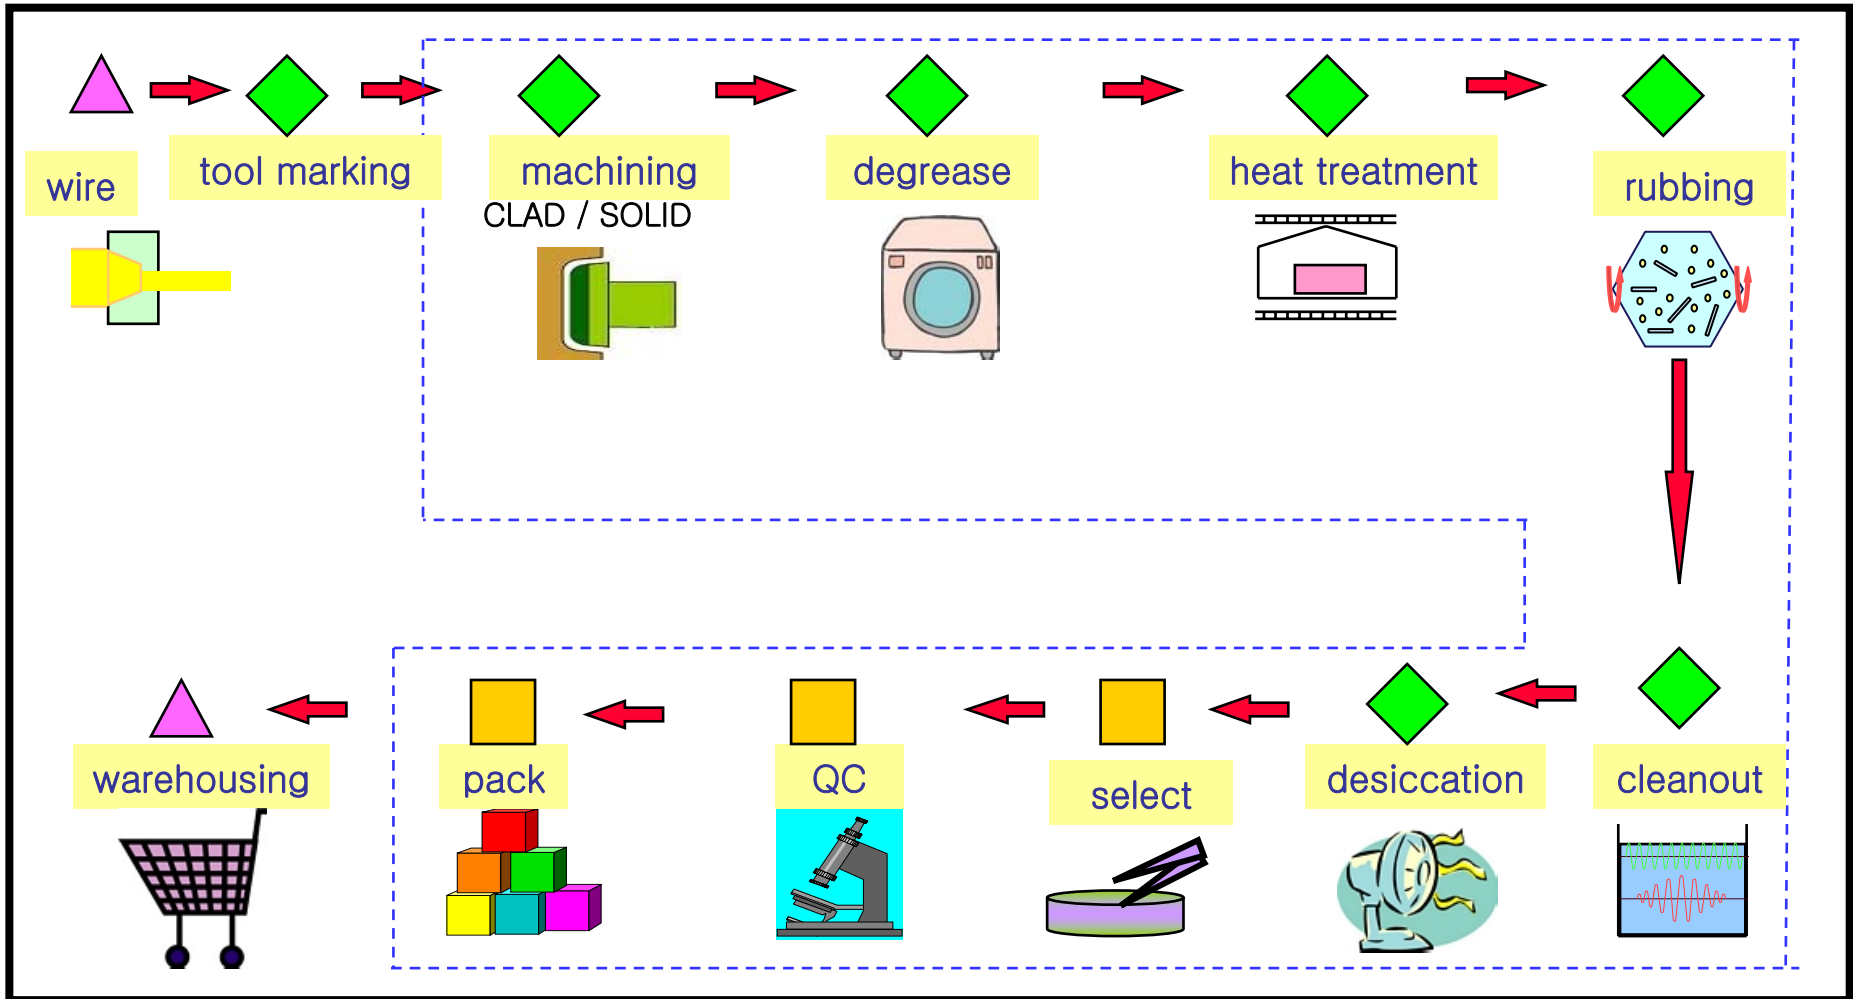 wire
tool marking
machining
CLAD / SOLID
degrease
heat treatment
rubbing
warehousing
pack
QC
select
desiccation
cleanout